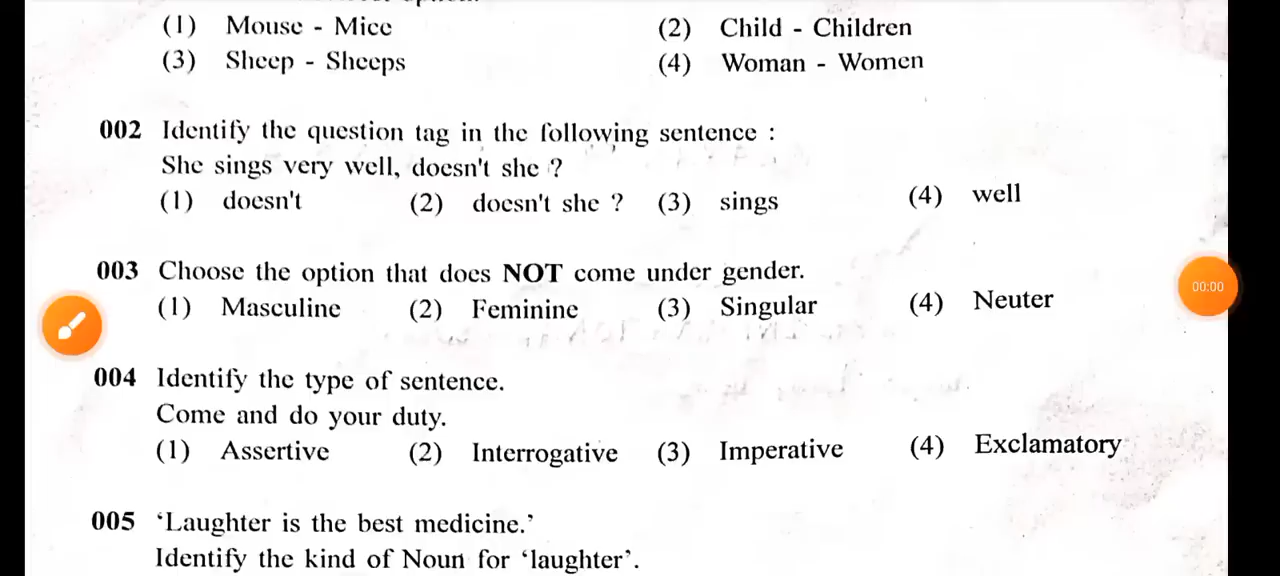 (1) Mouse - Mice (2) Child - Children
(3) Sheep - Sheeps (4) Woman - Women
002 Identify the question tag in the following sentence :
She sings very well, doesn't she ?
(1) doesn't (2) doesn't she ? (3) sings (4) well
003 Choose the option that does NOT come under gender.
(1) Masculine (2) Feminine (3) Singular (4) Neuter
00:00
004 Identify the type of sentence.
Come and do your duty.
(1) Assertive (2) Interrogative (3) Imperative (4) Exclamatory
005 ‘Laughter is the best medicine.’
Identify the kind of Noun for ‘laughter’.